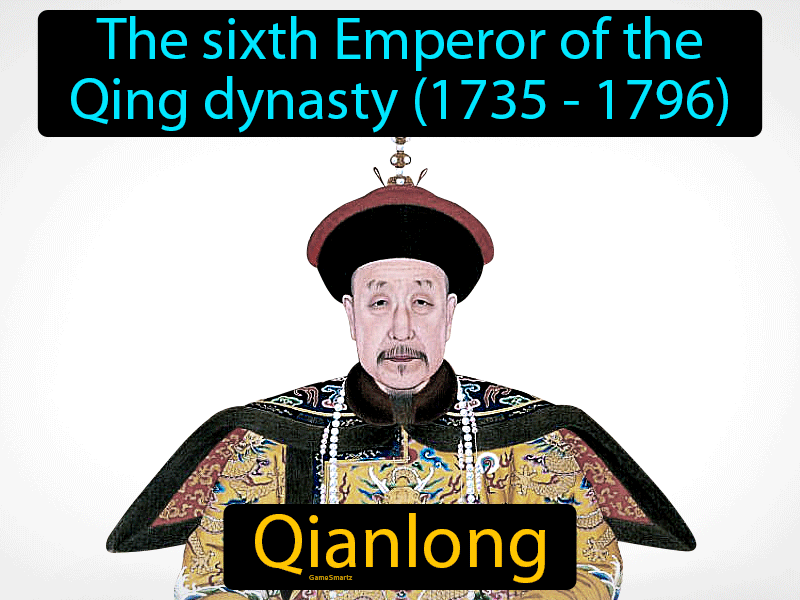 The sixth Emperor of the
Qing dynasty (1735 - 1796)
Qianlong
GameSmartz